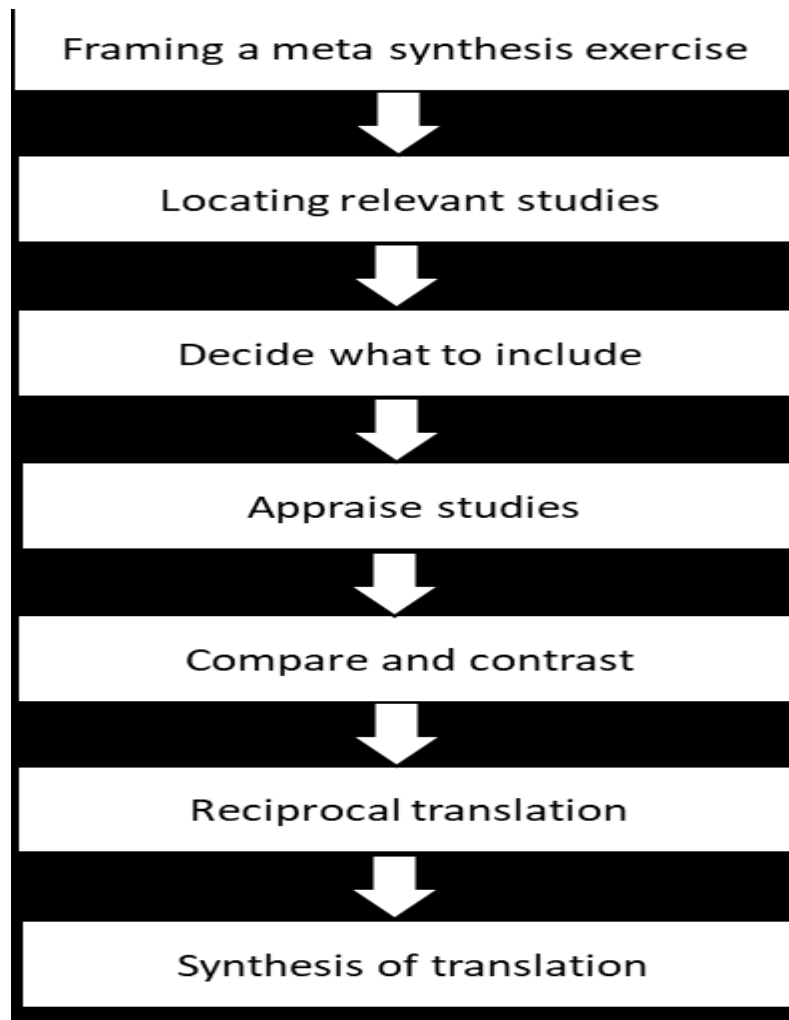 Framing a meta synthesis exercise
Locating relevant studies
Decide what to include
Appraise studies
Compare and contrast
Reciprocal translation
Synthesis of translation